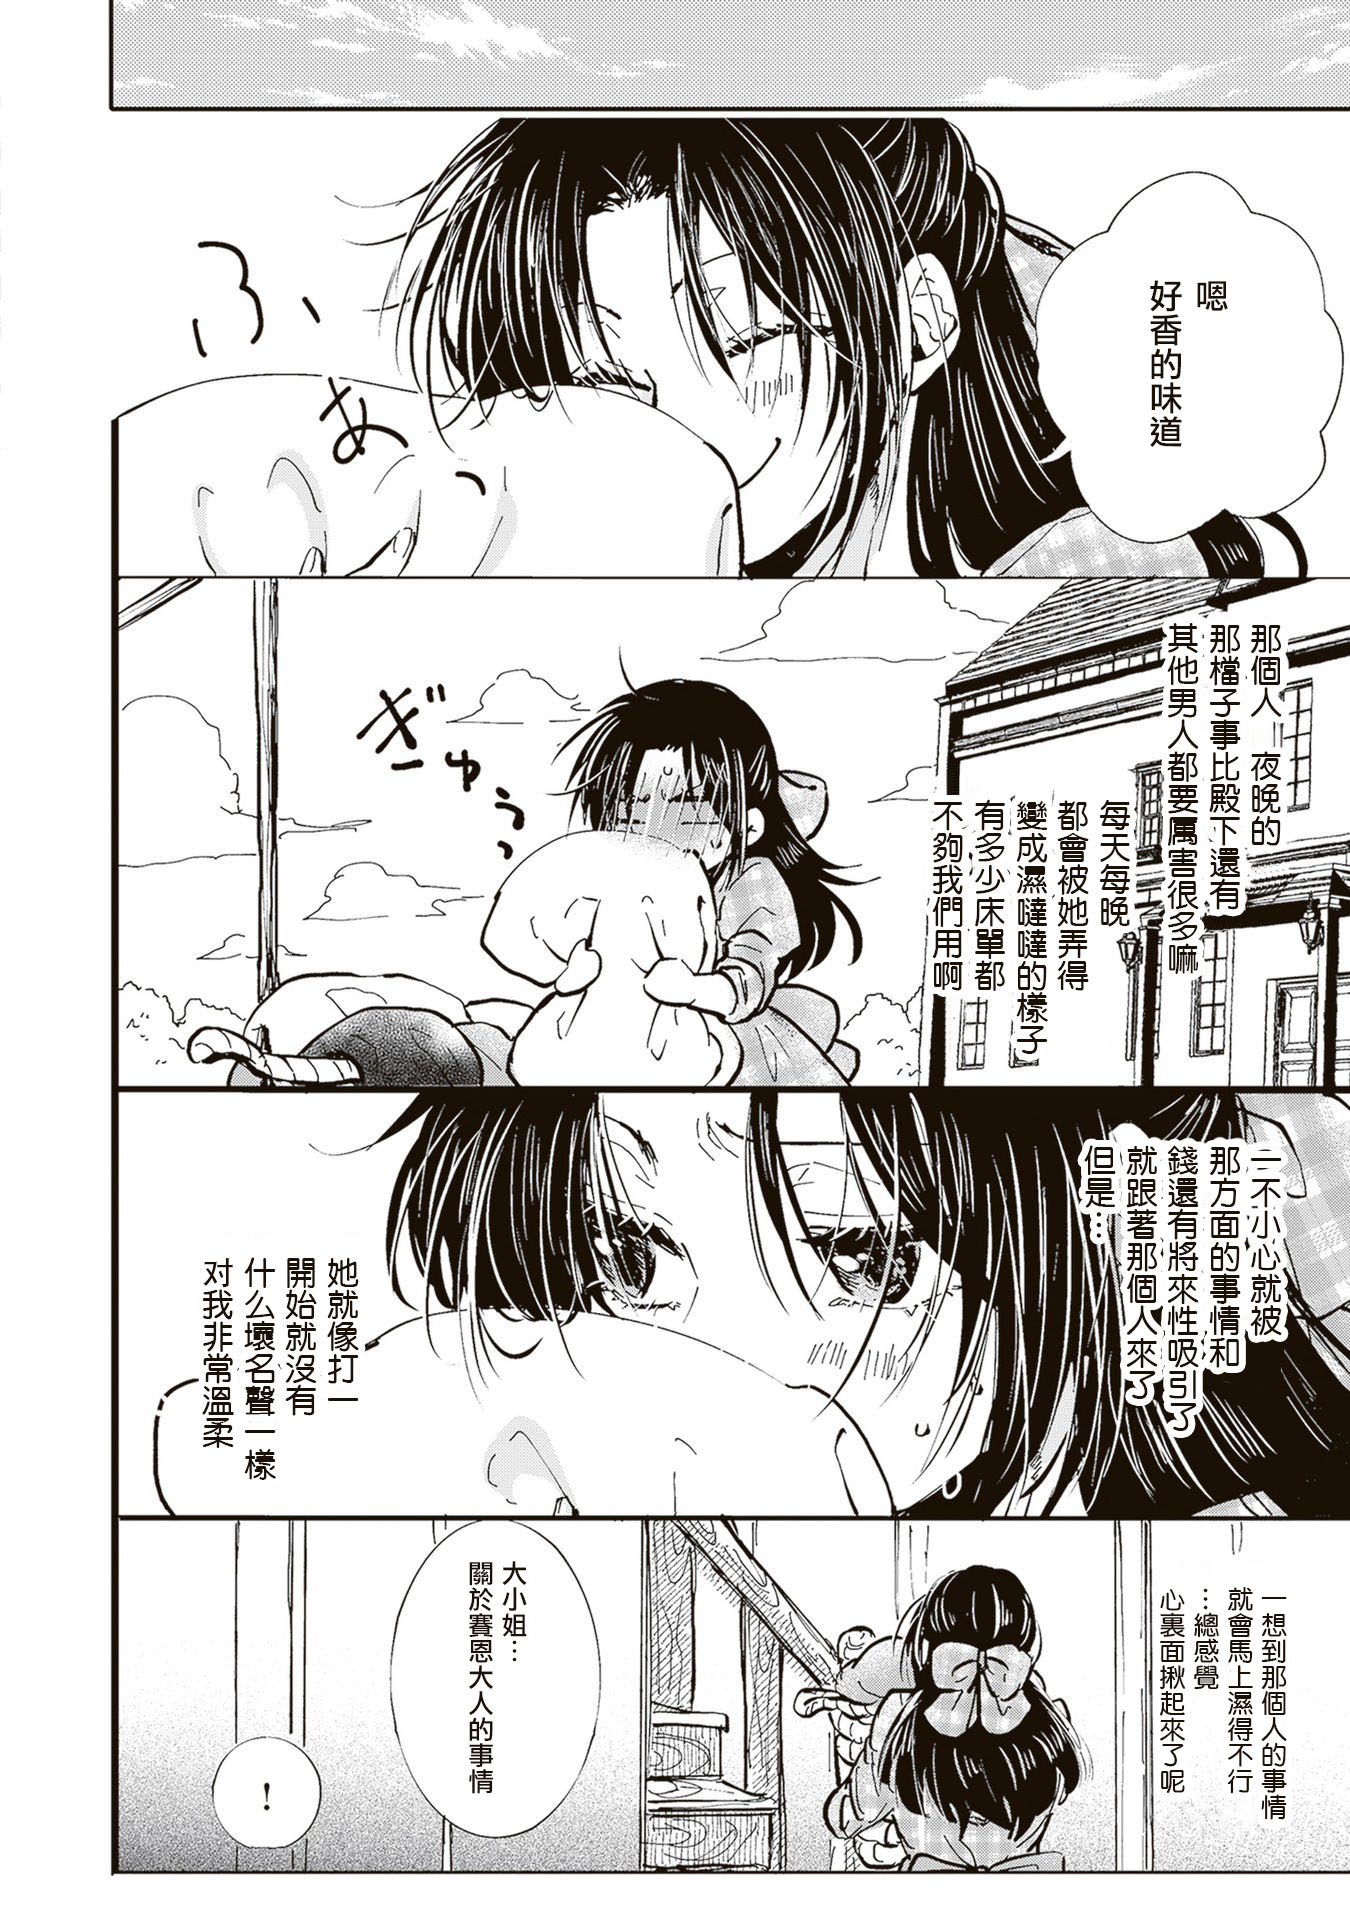 嗯
好香的味道
ふ
あ
ぎ
ゅ
う
那個人 夜晚的
那檔子事比殿下還有
其他男人都要厲害很多嘛
每天每晚
都會被她弄得
變成濕噠噠的樣子
有多少床單都
不夠我們用啊
一不小心就被
那方面的事情和
錢還有將來性吸引了
就跟著那個人來了
但是…
她就像打一
開始就沒有
什么壞名聲一樣
对我非常溫柔
一想到那個人的事情
就會馬上濕得不行
…總感覺
心裏面揪起來了呢
大小姐…
關於賽恩大人的事情
！